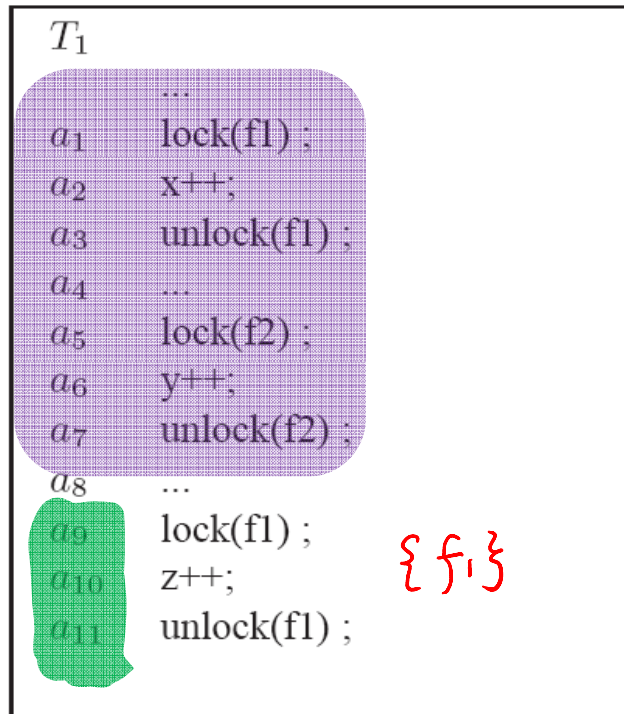 T₁
...
a₁ lock(f1) ;
a₂ x++;
a₃ unlock(f1) ;
a₄ ...
a₅ lock(f2) ;
a₆ y++;
a₇ unlock(f2) ;
a₈ ...
a₉ lock(f1) ;
a₁₀ z++; {f₁}
a₁₁ unlock(f1) ;